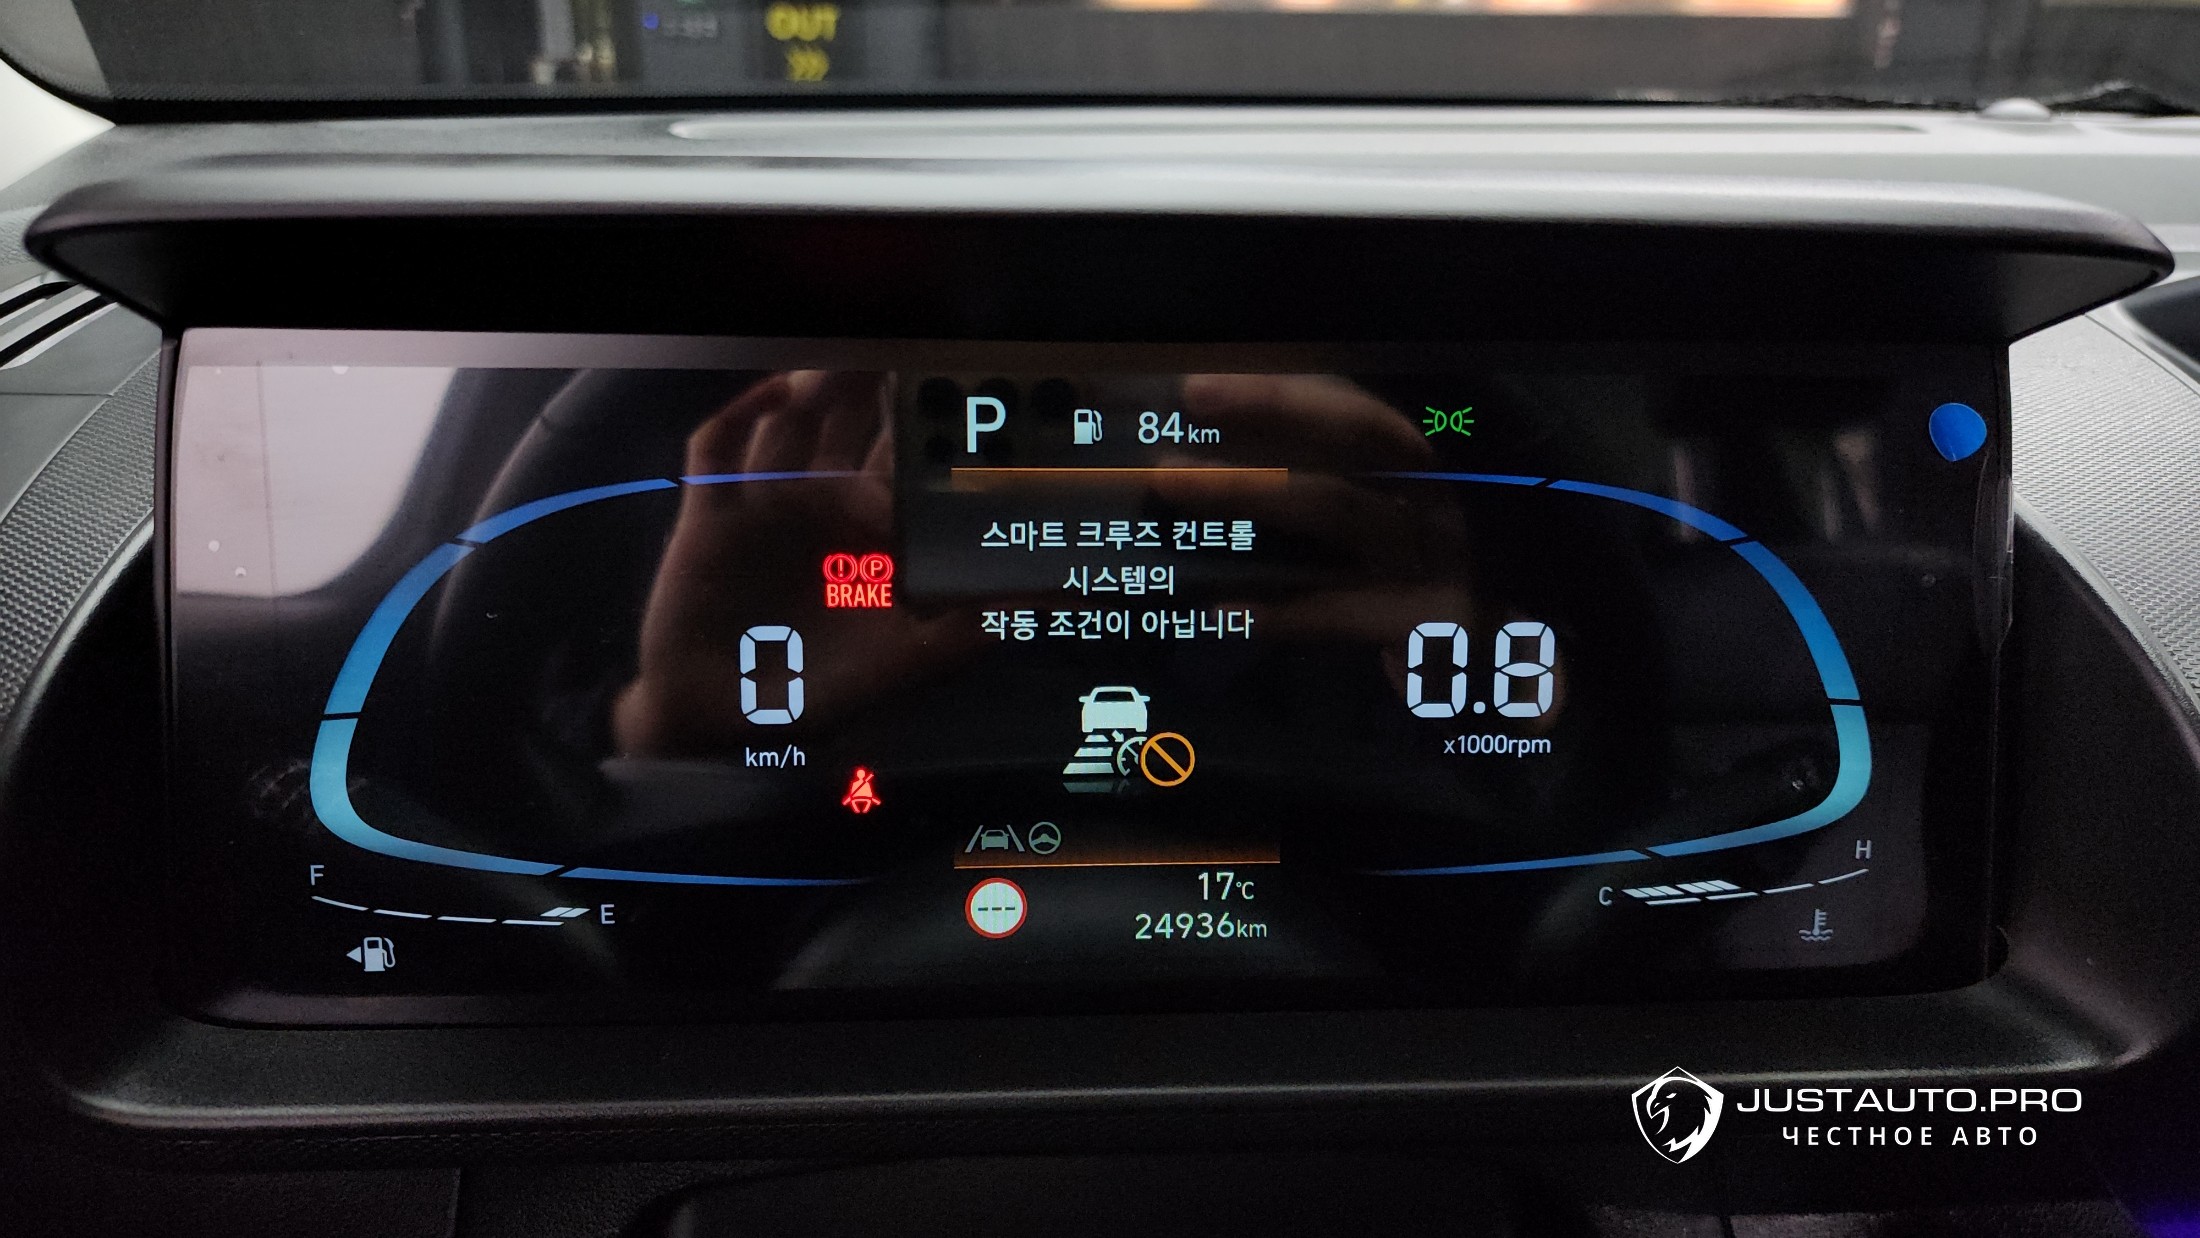 OUT
P 84km
스마트 크루즈 컨트롤
시스템의
작동 조건이 아닙니다
BRAKE
0
km/h
0.8
x1000rpm
F
E
17℃
24936km
C
H
JUSTAUTO.PRO
ЧЕСТНОЕ АВТО